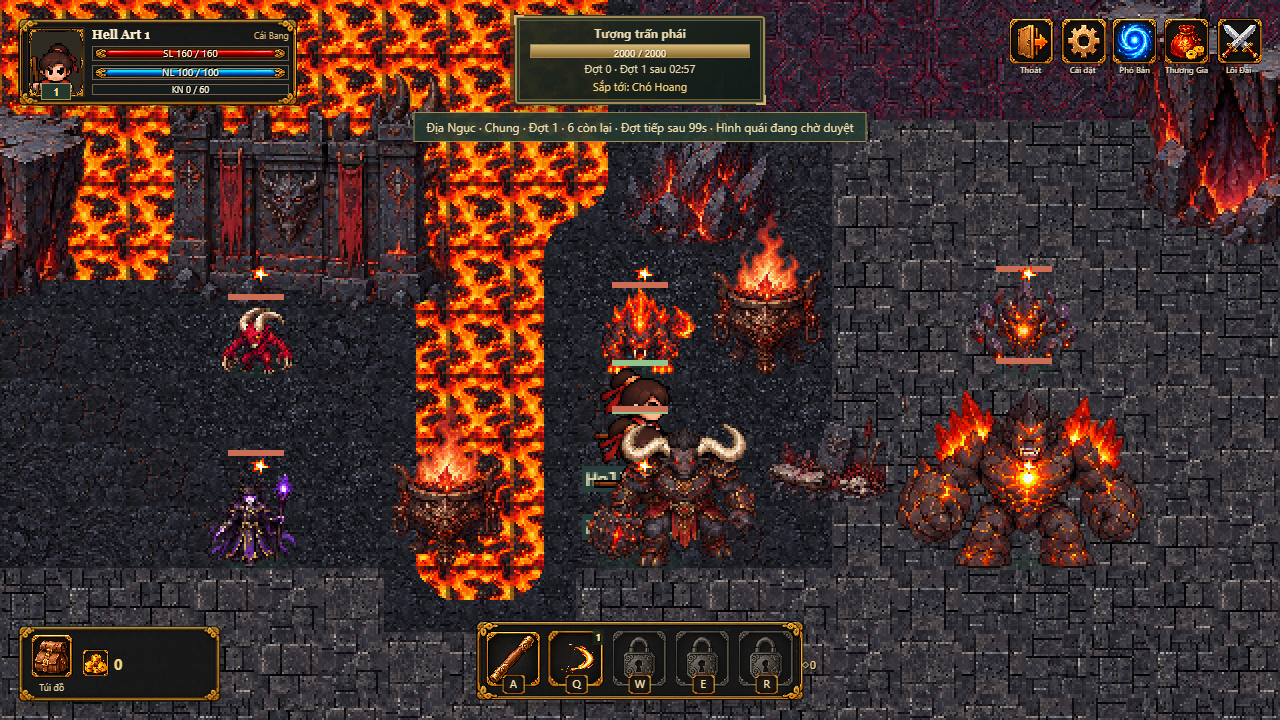 Hell Art 1
Cái Bang
SL 160 / 160
NL 100 / 100
KN 0 / 60
1
Tượng trấn phái
2000 / 2000
Đợt 0 · Đợt 1 sau 02:57
Sắp tới: Chó Hoang
Thoát
Cài đặt
Phó Bản
Thương Gia
Lôi Đài
Địa Ngục · Chung · Đợt 1 · 6 còn lại · Đợt tiếp sau 99s · Hình quái đang chờ duyệt
0
Túi đồ
1
A
Q
W
E
R
0